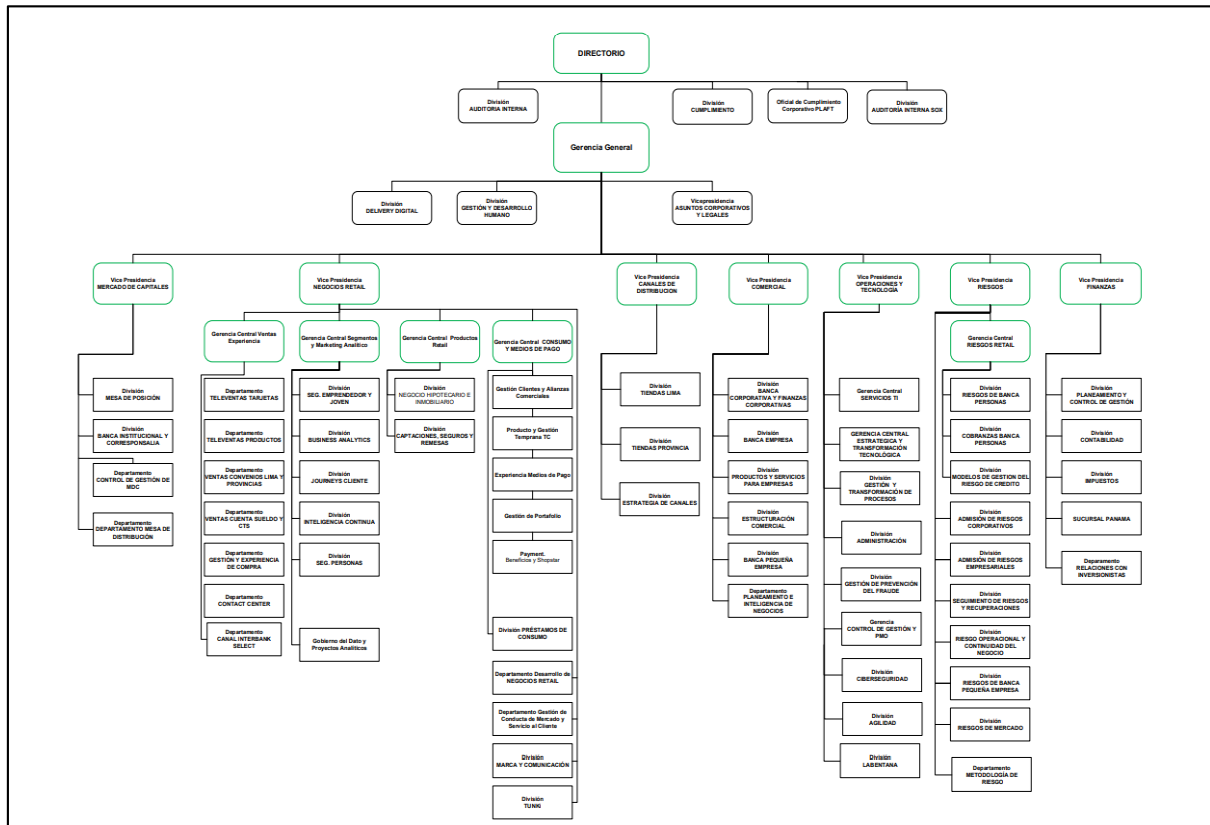 DIRECTORIO
División
AUDITORIA INTERNA
División
CUMPLIMIENTO
Oficial de Cumplimiento
Corporativo PLAFT
División
AUDITORÍA INTERNA SOX
Gerencia General
División
DELIVERY DIGITAL
División
GESTIÓN Y DESARROLLO
HUMANO
Vicepresidencia
ASUNTOS CORPORATIVOS
Y LEGALES
Vice Presidencia
MERCADO DE CAPITALES
Vice Presidencia
NEGOCIOS RETAIL
Vice Presidencia
CANALES DE
DISTRIBUCION
Vice Presidencia
COMERCIAL
Vice Presidencia
OPERACIONES Y
TECNOLOGÍA
Vice Presidencia
RIESGOS
Vice Presidencia
FINANZAS
Gerencia Central Ventas
Experiencia
Gerencia Central Segmentos
y Marketing Analítico
Gerencia Central Productos
Retail
Gerencia Central CONSUMO
Y MEDIOS DE PAGO
Gerencia Central
RIESGOS RETAIL
División
MESA DE POSICIÓN
División
BANCA INSTITUCIONAL Y
CORRESPONSALIA
Departamento
CONTROL DE GESTIÓN DE
MDC
Departamento
DEPARTAMENTO MESA DE
DISTRIBUCIÓN
Departamento
TELEVENTAS TARJETAS
Departamento
TELEVENTAS PRODUCTOS
Departamento
VENTAS CONVENIOS LIMA Y
PROVINCIAS
Departamento
VENTAS CUENTA SUELDO Y
CTS
Departamento
GESTIÓN Y EXPERIENCIA
DE COMPRA
Departamento
CONTACT CENTER
Departamento
CANAL INTERBANK
SELECT
División
SEG. EMPRENDEDOR Y
JOVEN
División
BUSINESS ANALYTICS
División
JOURNEYS CLIENTE
División
INTELIGENCIA CONTINUA
División
SEG. PERSONAS
Gobierno del Dato y
Proyectos Analíticos
División
NEGOCIO HIPOTECARIO E
INMOBILIARIO
División
CAPTACIONES, SEGUROS Y
REMESAS
Gestión Clientes y Alianzas
Comerciales
Producto y Gestión
Temprana TC
Experiencia Medios de Pago
Gestión de Portafolio
Payment.
Beneficios y Shopstar
División PRÉSTAMOS DE
CONSUMO
Departamento Desarrollo de
NEGOCIOS RETAIL
Departamento Gestión de
Conducta de Mercado y
Servicio al Cliente
División
MARCA Y COMUNICACIÓN
División
TUNKi
División
TIENDAS LIMA
División
TIENDAS PROVINCIA
División
ESTRATEGIA DE CANALES
División
BANCA
CORPORATIVA Y FINANZAS
CORPORATIVAS
División
BANCA EMPRESA
División
PRODUCTOS Y SERVICIOS
PARA EMPRESAS
División
ESTRUCTURACIÓN
COMERCIAL
División
BANCA PEQUEÑA
EMPRESA
Departamento
PLANEAMIENTO E
INTELIGENCIA DE
NEGOCIOS
Gerencia Central
SERVICIOS TI
GERENCIA CENTRAL
ESTRATEGICA Y
TRANSFORMACIÓN
TECNOLÓGICA
División
GESTIÓN Y
TRANSFORMACIÓN DE
PROCESOS
División
ADMINISTRACIÓN
División
GESTIÓN DE PREVENCIÓN
DEL FRAUDE
Gerencia
CONTROL DE GESTIÓN Y
PMO
División
CIBERSEGURIDAD
División
AGILIDAD
División
LABENTANA
División
RIESGOS DE BANCA
PERSONAS
División
COBRANZAS BANCA
PERSONAS
División
MODELOS DE GESTION DEL
RIESGO DE CREDITO
División
ADMISIÓN DE RIESGOS
CORPORATIVOS
División
ADMISIÓN DE RIESGOS
EMPRESARIALES
División
SEGUIMIENTO DE RIESGOS
Y RECUPERACIONES
División
RIESGO OPERACIONAL Y
CONTINUIDAD DEL
NEGOCIO
División
RIESGOS DE BANCA
PEQUEÑA EMPRESA
División
RIESGOS DE MERCADO
Departamento
METODOLOGÍA DE
RIESGO
División
PLANEAMIENTO Y
CONTROL DE GESTIÓN
División
CONTABILIDAD
División
IMPUESTOS
SUCURSAL PANAMA
Deparamento
RELACIONES CON
INVERSIONISTAS